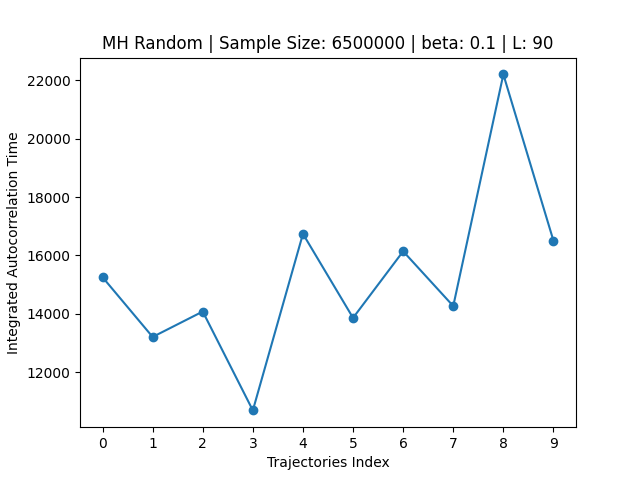 MH Random | Sample Size: 6500000 | beta: 0.1 | L: 90
Integrated Autocorrelation Time
22000
20000
18000
16000
14000
12000
0 1 2 3 4 5 6 7 8 9
Trajectories Index